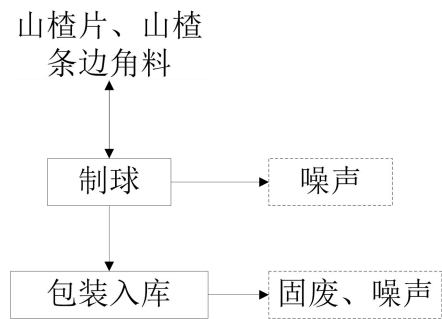 山楂片、山楂
条边角料
制球
噪声
包装入库
固废、噪声